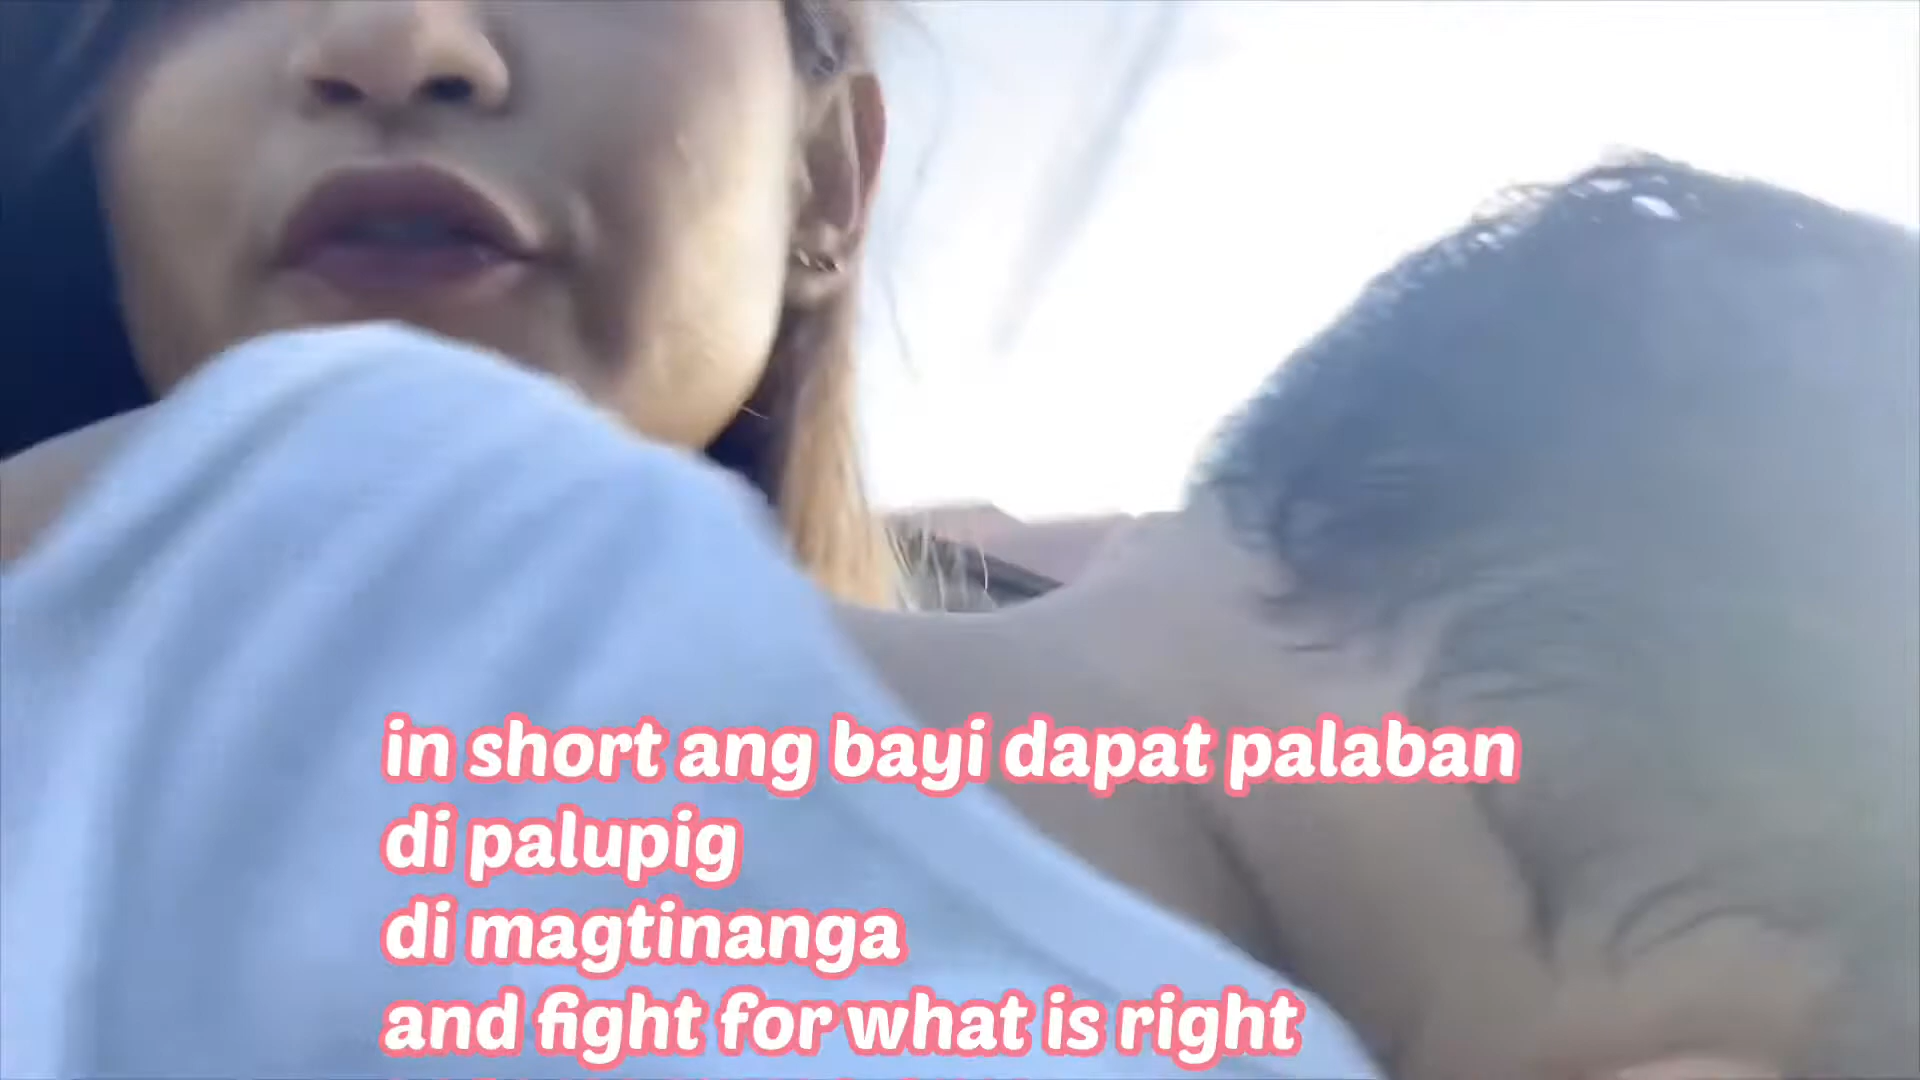 in short ang bayi dapat palaban
di palupig
di magtinanga
and fight for what is right